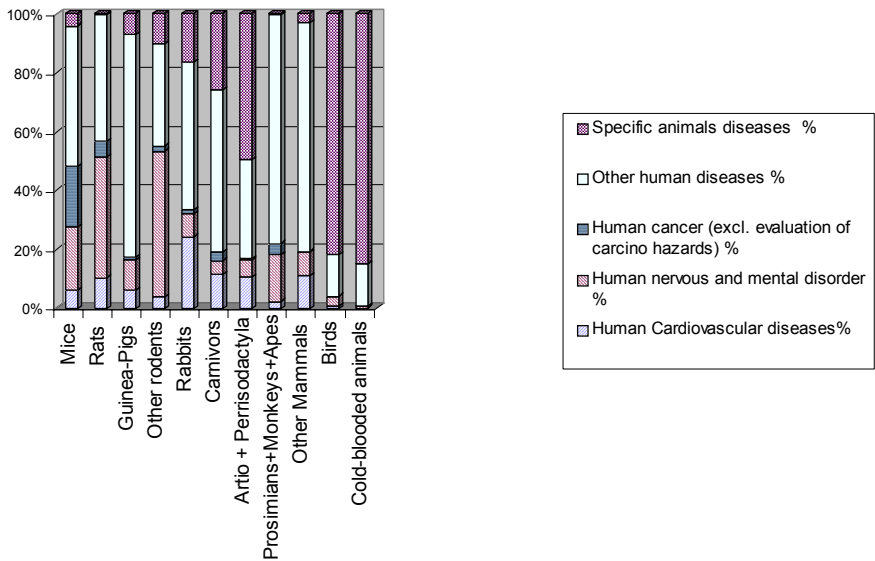 100%
80%
60%
40%
20%
0%
Mice
Rats
Guinea-Pigs
Other rodents
Rabbits
Carnivors
Artio + Perrisodactyla
Prosimians+Monkeys+Apes
Other Mammals
Birds
Cold-blooded animals
Specific animals diseases %
Other human diseases %
Human cancer (excl. evaluation of
carcino hazards) %
Human nervous and mental disorder
%
Human Cardiovascular diseases%